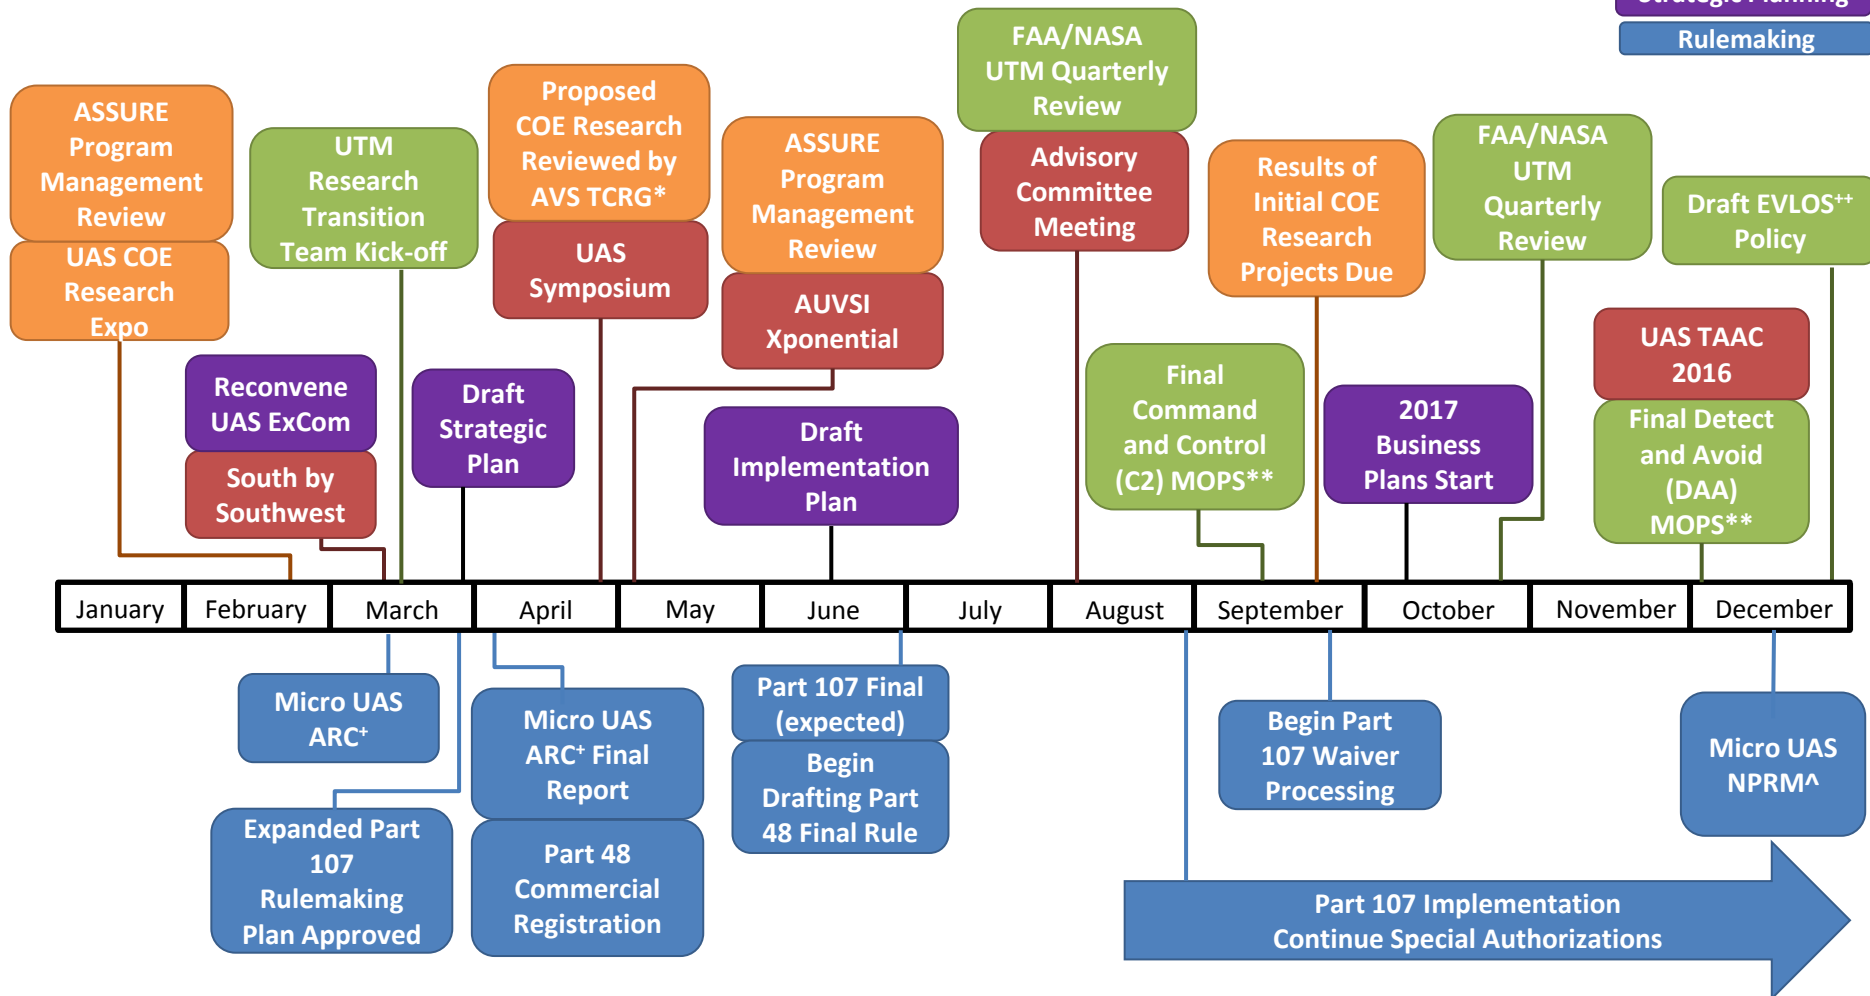 Strategic Planning
Rulemaking
FAA/NASA
UTM Quarterly
Review
Advisory
Committee
Meeting
ASSURE
Program
Management
Review
UAS COE
Research
Expo
UTM
Research
Transition
Team Kick-off
Proposed
COE Research
Reviewed by
AVS TCRG*
UAS
Symposium
ASSURE
Program
Management
Review
AUVSI
Xponential
Results of
Initial COE
Research
Projects Due
FAA/NASA
UTM
Quarterly
Review
Draft EVLOS⁺⁺
Policy
Reconvene
UAS ExCom
South by
Southwest
Draft
Strategic
Plan
Draft
Implementation
Plan
Final
Command
and Control
(C2) MOPS**
2017
Business
Plans Start
UAS TAAC
2016
Final Detect
and Avoid
(DAA)
MOPS**
January February March April May June July August September October November December
Micro UAS
ARC⁺
Expanded Part
107
Rulemaking
Plan Approved
Micro UAS
ARC⁺ Final
Report
Part 48
Commercial
Registration
Part 107 Final
(expected)
Begin
Drafting Part
48 Final Rule
Begin Part
107 Waiver
Processing
Micro UAS
NPRM^
Part 107 Implementation
Continue Special Authorizations